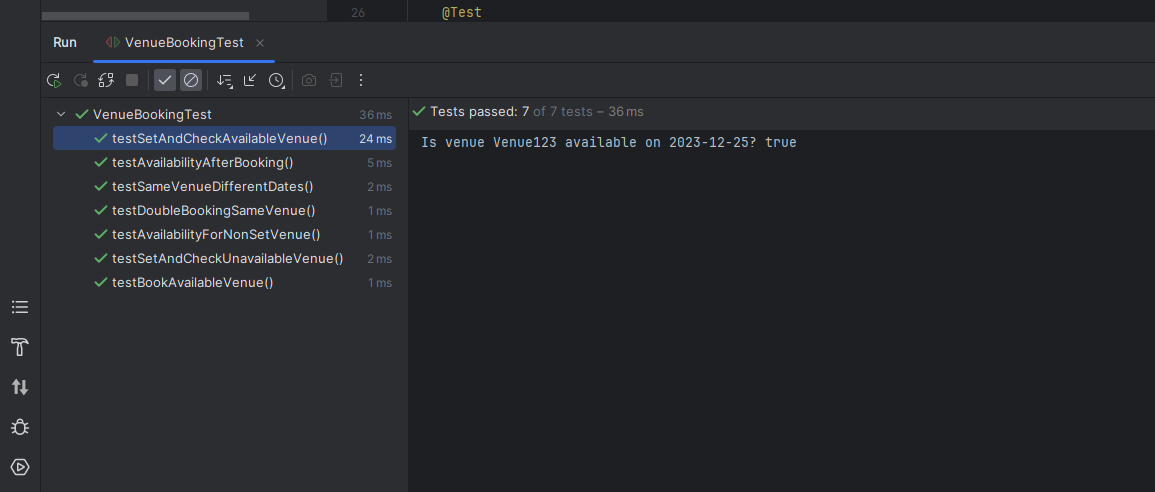 26 @Test
Run VenueBookingTest
VenueBookingTest 36 ms
testSetAndCheckAvailableVenue() 24 ms
testAvailabilityAfterBooking() 5 ms
testSameVenueDifferentDates() 2 ms
testDoubleBookingSameVenue() 1 ms
testAvailabilityForNonSetVenue() 1 ms
testSetAndCheckUnavailableVenue() 2 ms
testBookAvailableVenue() 1 ms
Tests passed: 7 of 7 tests – 36 ms
Is venue Venue123 available on 2023-12-25? true